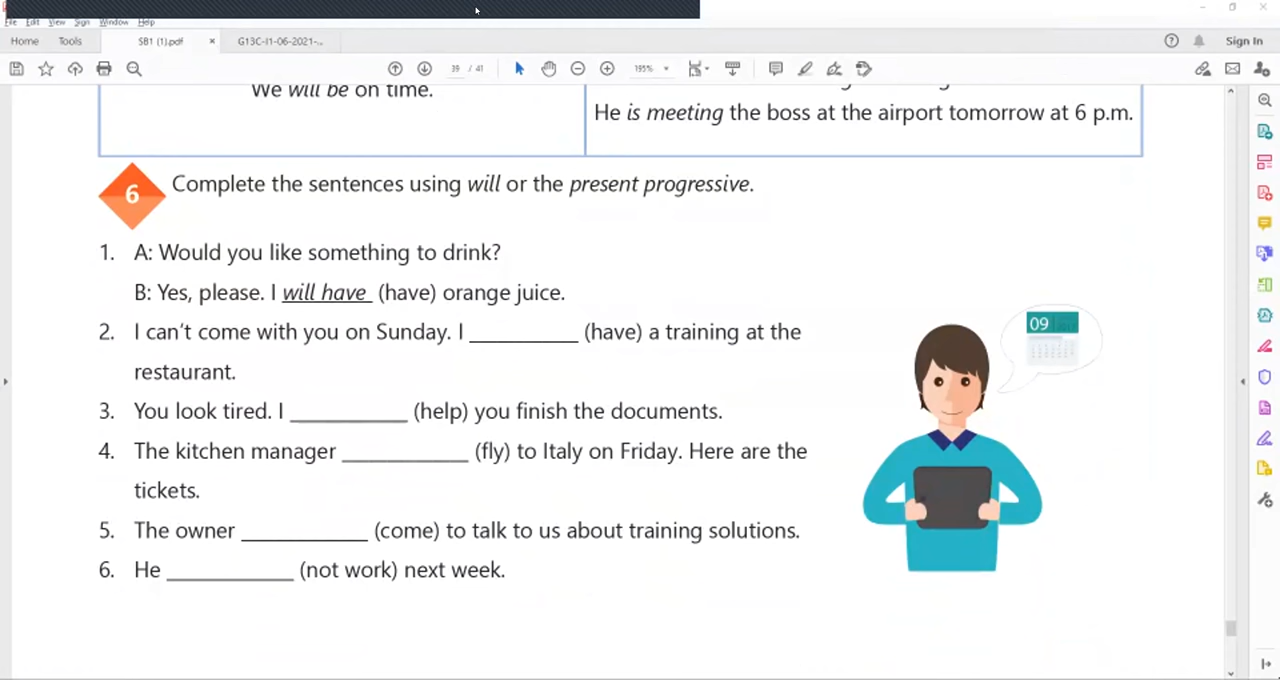 File Edit View Sign Window Help
Home Tools SB1 (1).pdf × G13C-I1-06-2021-... Sign In
39 / 41 195%
We will be on time.
He is meeting the boss at the airport tomorrow at 6 p.m.
6 Complete the sentences using will or the present progressive.
1. A: Would you like something to drink?
B: Yes, please. I will have (have) orange juice.
2. I can't come with you on Sunday. I __________ (have) a training at the
restaurant.
3. You look tired. I __________ (help) you finish the documents.
4. The kitchen manager __________ (fly) to Italy on Friday. Here are the
tickets.
5. The owner __________ (come) to talk to us about training solutions.
6. He __________ (not work) next week.
09